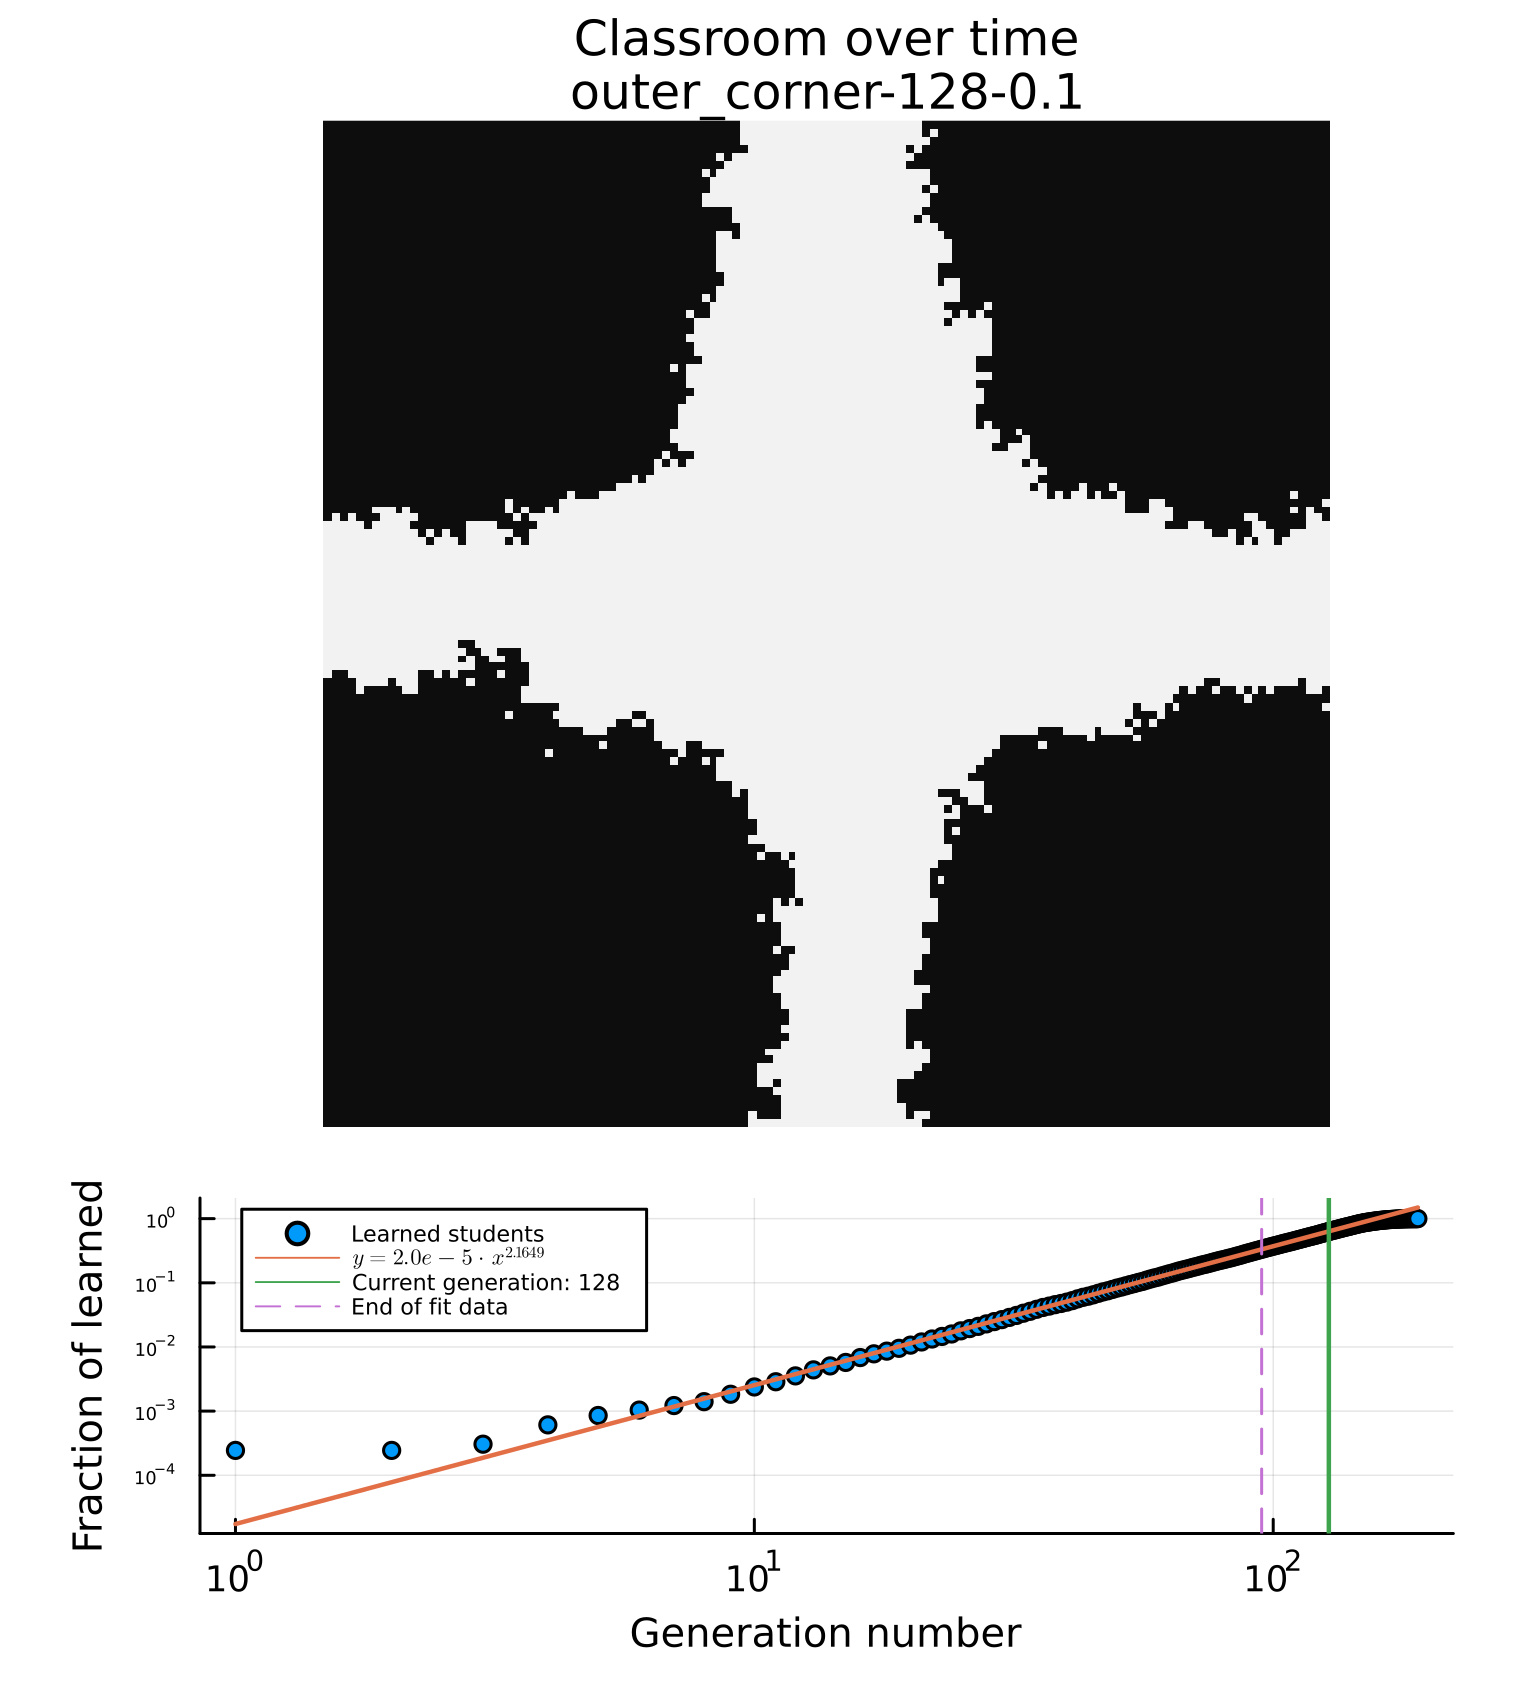 Classroom over time
outer_corner-128-0.1
Fraction of learned
10^0
10^-1
10^-2
10^-3
10^-4
Learned students
y = 2.0e − 5 · x^2.1649
Current generation: 128
End of fit data
10^0 10^1 10^2
Generation number